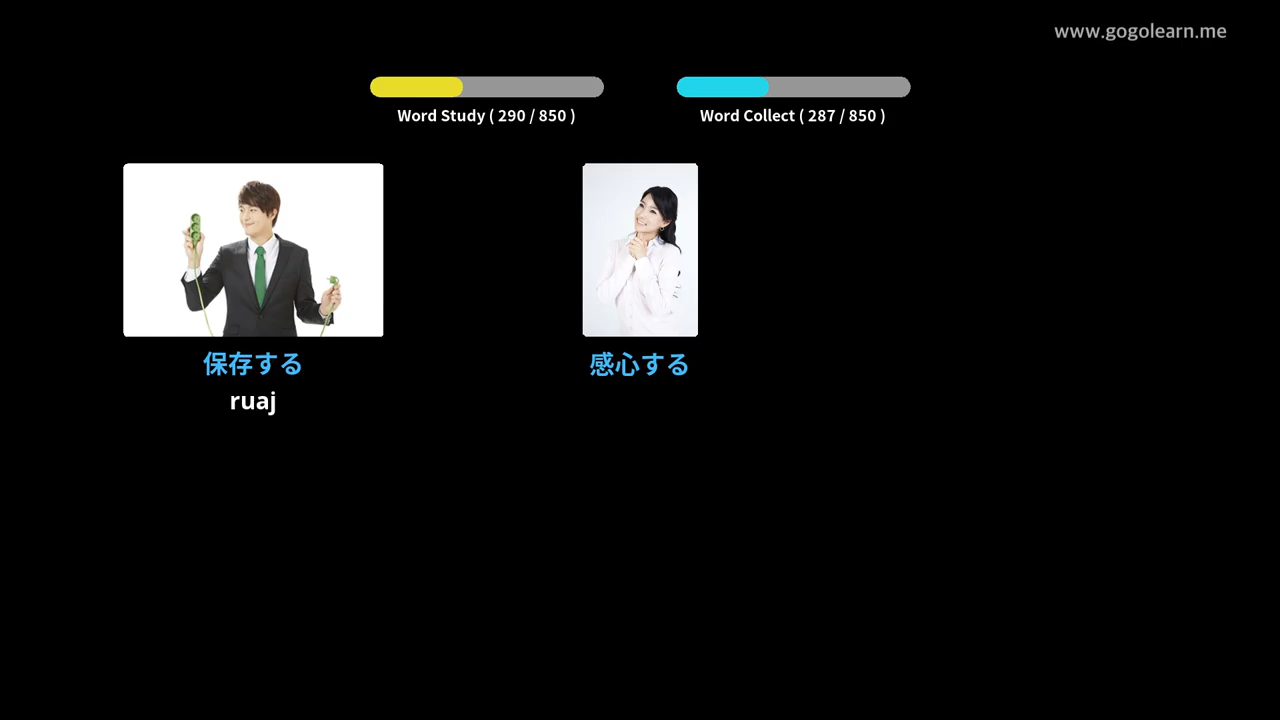 www.gogolearn.me
Word Study ( 290 / 850 )
Word Collect ( 287 / 850 )
保存する
感心する
ruaj